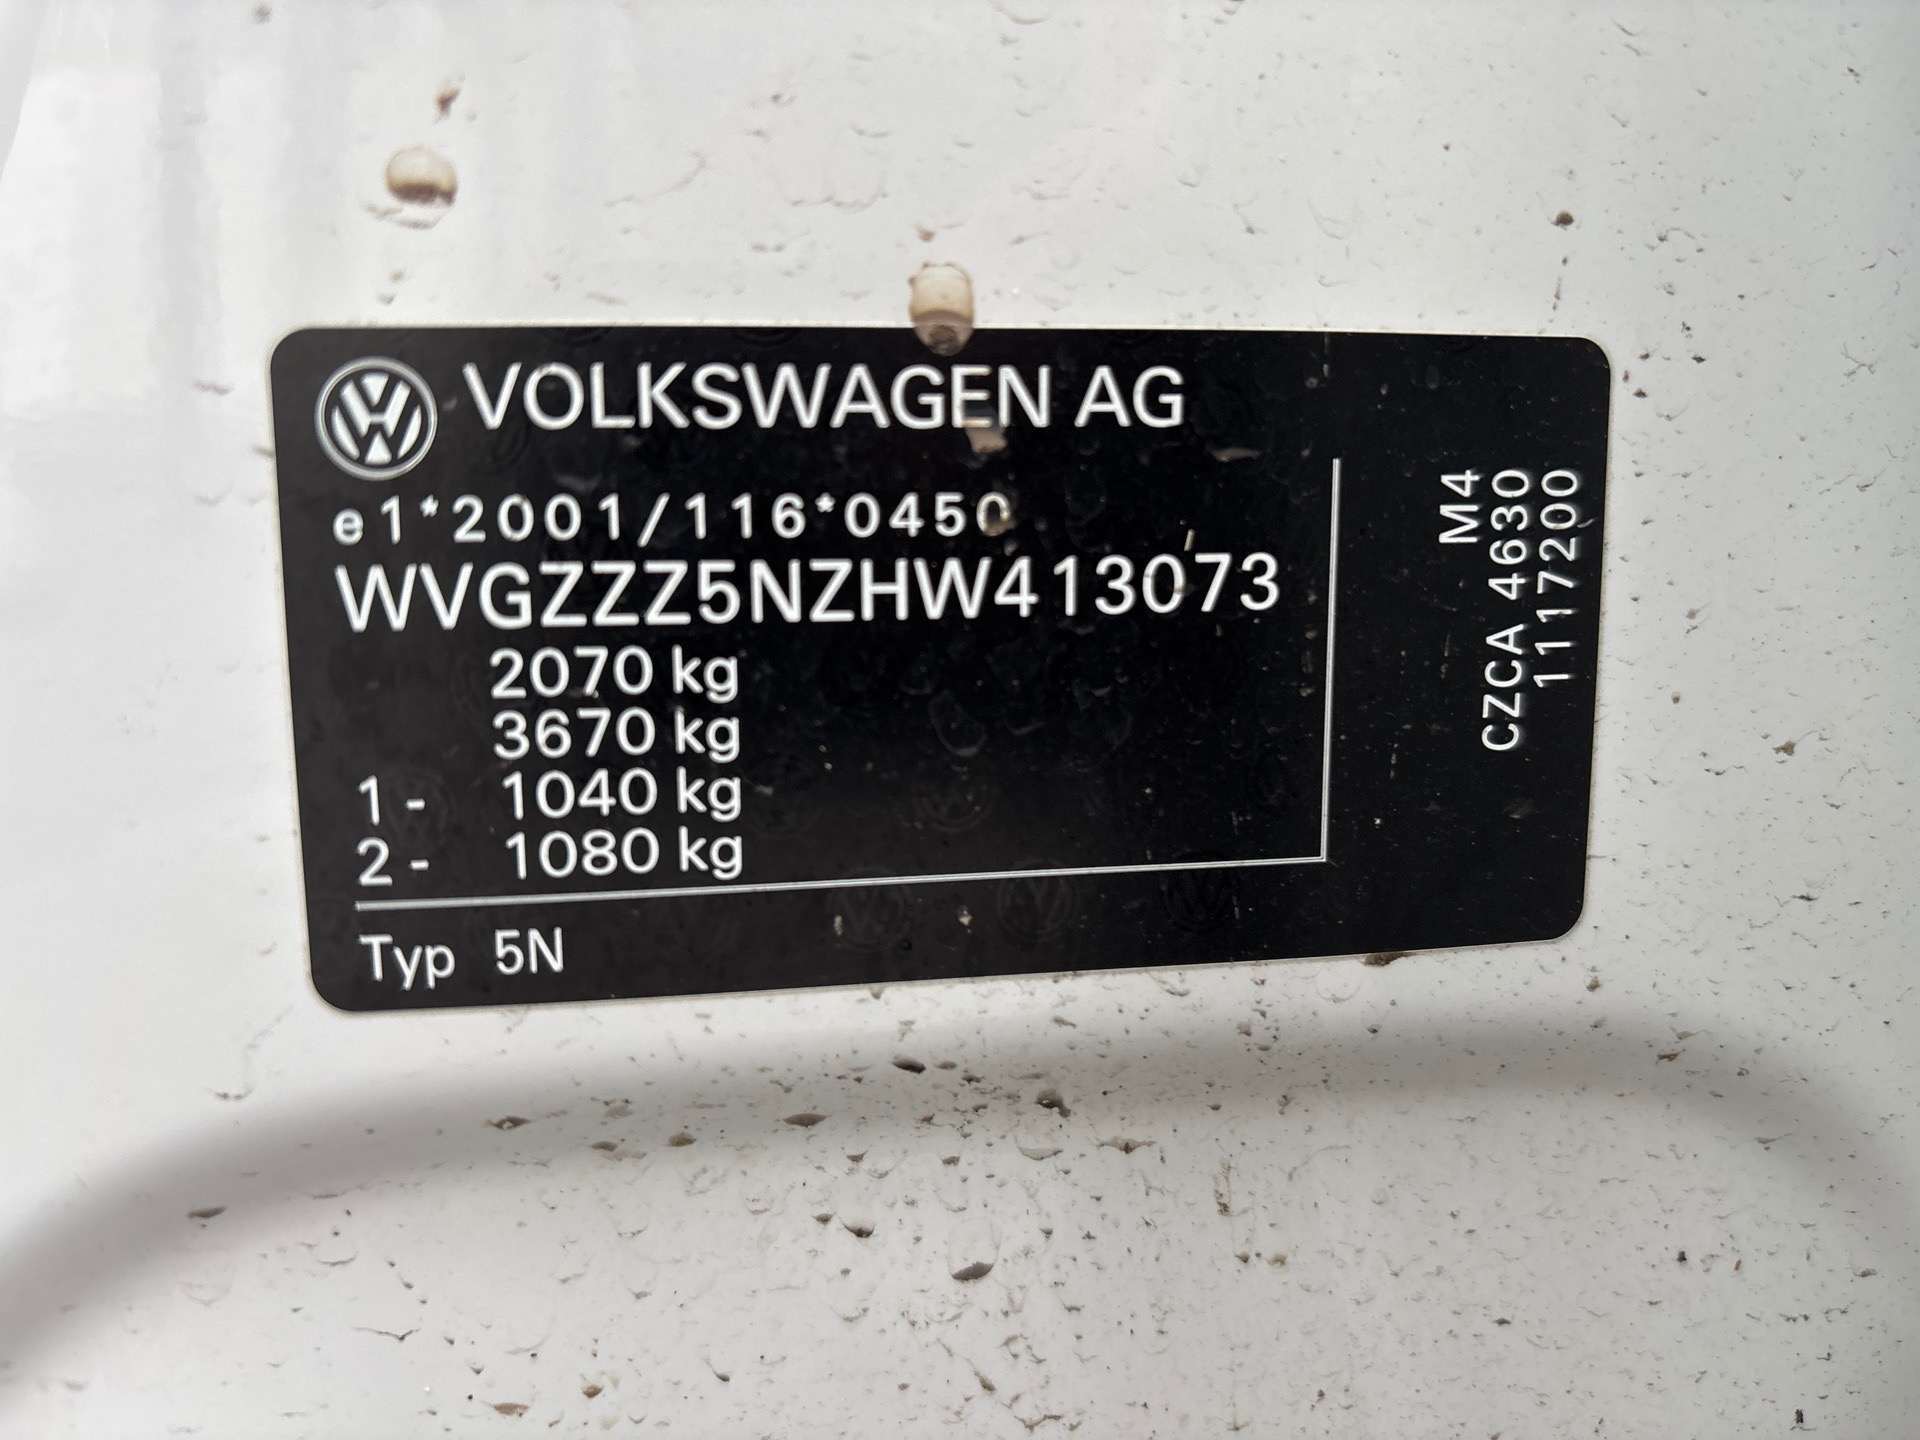 VOLKSWAGEN AG
e1*2001/116*0450
WVGZZZ5NZHW413073
2070 kg
3670 kg
1- 1040 kg
2- 1080 kg
Typ 5N
M4
CZCA 4630
1117200